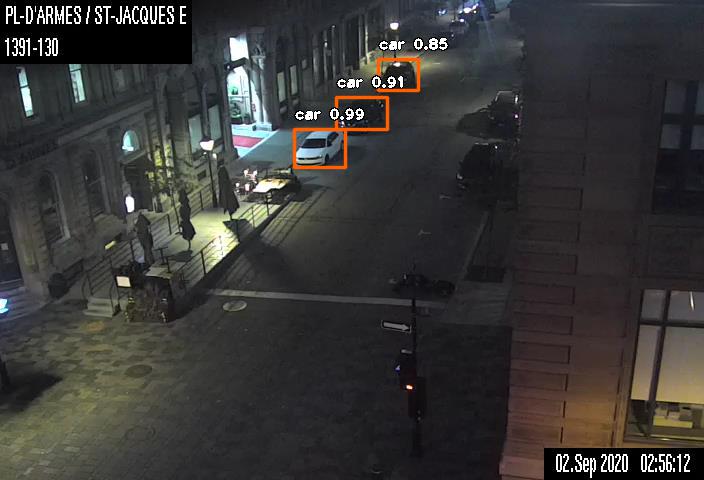 PL-D'ARMES / ST-JACQUES E
1391-130
car 0.85
car 0.91
car 0.99
02.Sep 2020 02:56:12